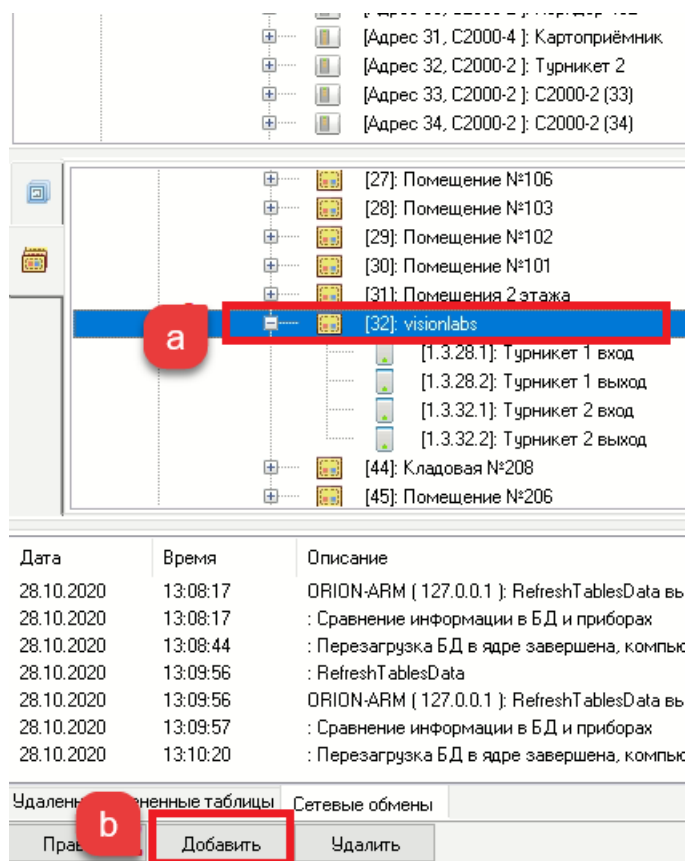 [Адрес 31, С2000-4 ]: Картоприёмник
[Адрес 32, С2000-2 ]: Турникет 2
[Адрес 33, С2000-2 ]: С2000-2 (33)
[Адрес 34, С2000-2 ]: С2000-2 (34)
[27]: Помещение №106
[28]: Помещение №103
[29]: Помещение №102
[30]: Помещение №101
[31]: Помещения 2 этажа
a
[32]: visionlabs
[1.3.28.1]: Турникет 1 вход
[1.3.28.2]: Турникет 1 выход
[1.3.32.1]: Турникет 2 вход
[1.3.32.2]: Турникет 2 выход
[44]: Кладовая №208
[45]: Помещение №206
Дата Время Описание
28.10.2020 13:08:17 ORION-ARM ( 127.0.0.1 ): RefreshTablesData вы
28.10.2020 13:08:17 : Сравнение информации в БД и приборах
28.10.2020 13:08:44 : Перезагрузка БД в ядре завершена, компью
28.10.2020 13:09:56 : RefreshTablesData
28.10.2020 13:09:56 ORION-ARM ( 127.0.0.1 ): RefreshTablesData вы
28.10.2020 13:09:57 : Сравнение информации в БД и приборах
28.10.2020 13:10:20 : Перезагрузка БД в ядре завершена, компью
Удаленн ненные таблицы Сетевые обмены
b
Прав Добавить Удалить